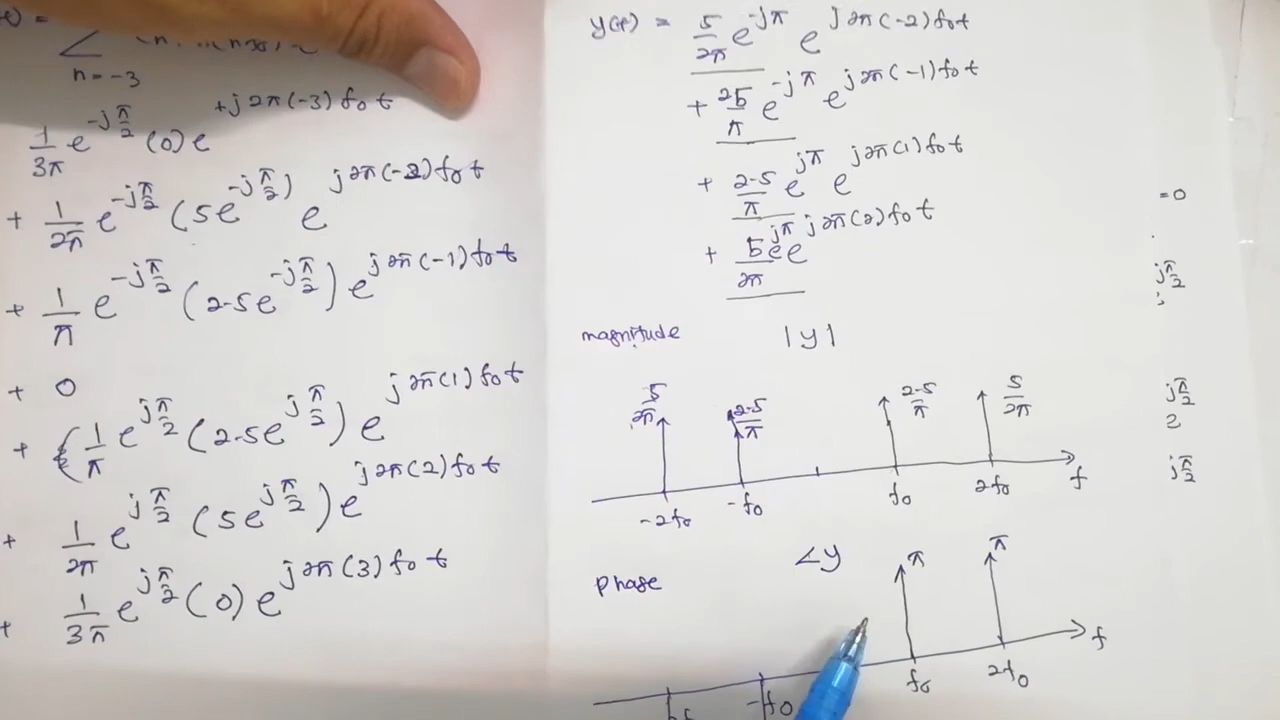 n=-3
1/3π e^{-jπ/2} (0) e^{+j2π(-3)f₀t}
+ 1/2π e^{-jπ/2} (5e^{-jπ/2}) e^{j2π(-2)f₀t}
+ 1/π e^{-jπ/2} (2.5e^{-jπ/2}) e^{j2π(-1)f₀t}
+ 0
+ 1/π e^{jπ/2} (2.5e^{jπ/2}) e^{j2π(1)f₀t}
+ 1/2π e^{jπ/2} (5e^{jπ/2}) e^{j2π(2)f₀t}
+ 1/3π e^{jπ/2} (0) e^{j2π(3)f₀t}
y(t) = 5/2π e^{-jπ} e^{j2π(-2)f₀t}
+ 2.5/π e^{-jπ} e^{j2π(-1)f₀t}
+ 2.5/π e^{jπ} e^{j2π(1)f₀t}
+ 5/2π e^{jπ} e^{j2π(2)f₀t}
magnitude |y|
5/2π 2.5/π 2.5/π 5/2π
-2f₀ -f₀ f₀ 2f₀ f
phase ∠y
π π
-f₀ f₀ 2f₀ f
=0
jπ/2
jπ/2
2
jπ/2